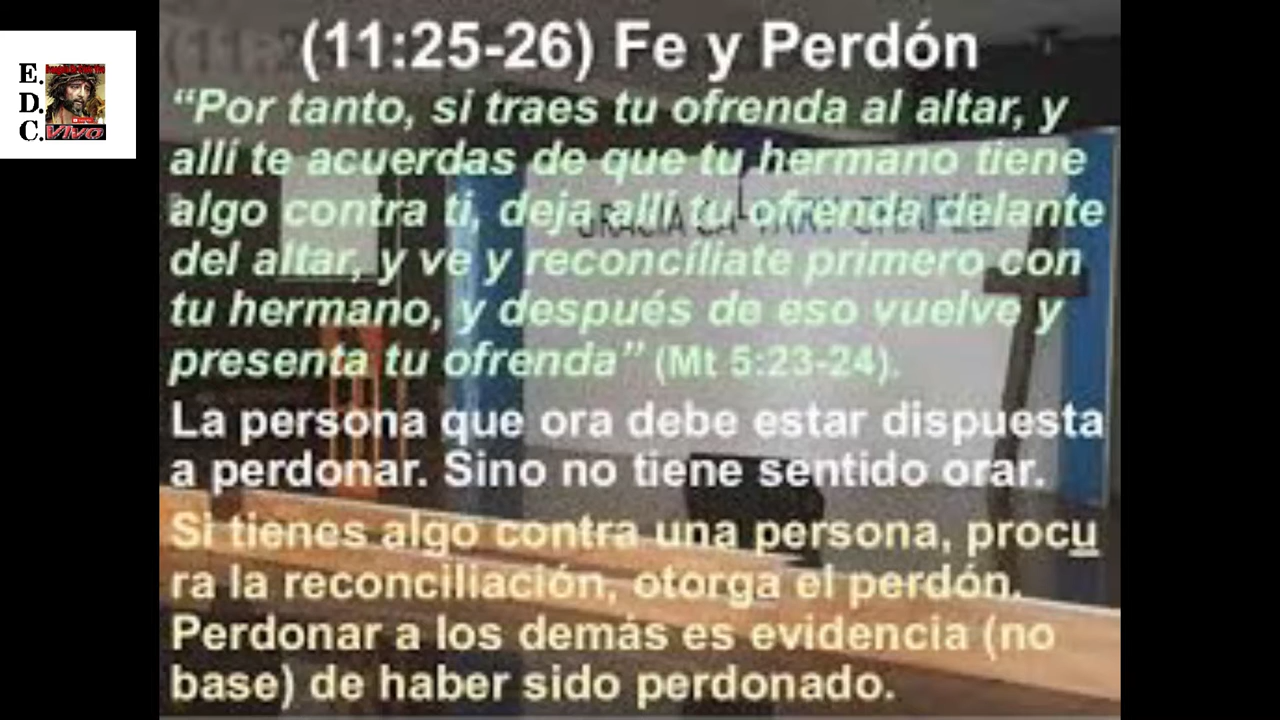 (11:25-26) Fe y Perdón
E.
D.
C.
Vivo
“Por tanto, si traes tu ofrenda al altar, y
allí te acuerdas de que tu hermano tiene
algo contra ti, deja allí tu ofrenda delante
del altar, y ve y reconcíliate primero con
tu hermano, y después de eso vuelve y
presenta tu ofrenda” (Mt 5:23-24).
La persona que ora debe estar dispuesta
a perdonar. Sino no tiene sentido orar.
Si tienes algo contra una persona, procu
ra la reconciliación, otorga el perdón.
Perdonar a los demás es evidencia (no
base) de haber sido perdonado.
GRACIA